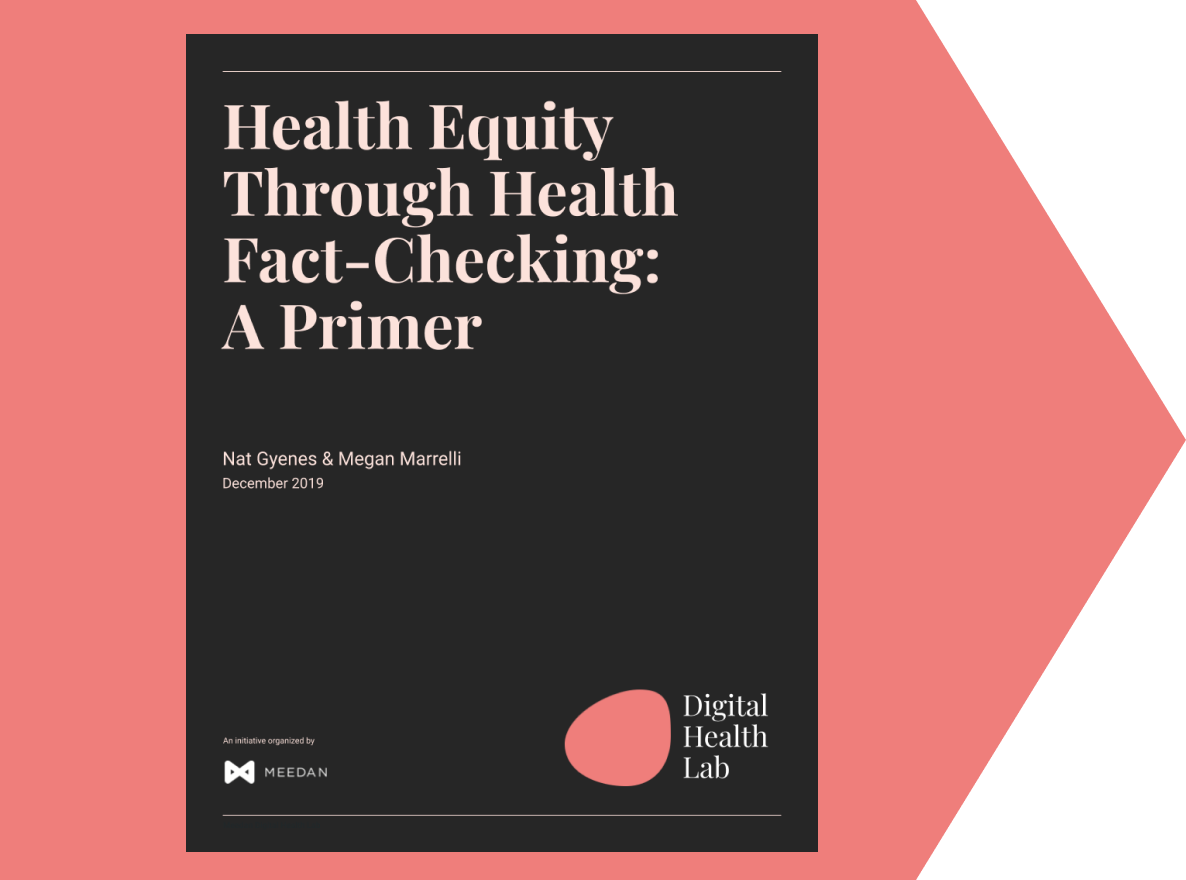 Health Equity
Through Health
Fact-Checking:
A Primer
Nat Gyenes & Megan Marrelli
December 2019
An initiative organized by
MEEDAN
Digital
Health
Lab